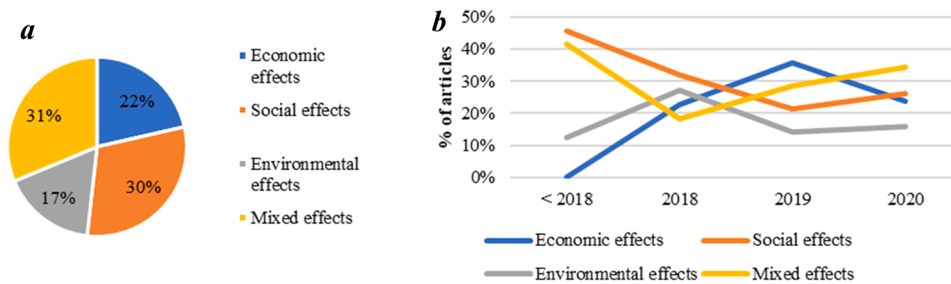 a
Economic
effects
Social effects
Environmental
effects
Mixed effects
22%
30%
17%
31%
b
% of articles
50%
40%
30%
20%
10%
0%
< 2018
2018
2019
2020
Economic effects
Social effects
Environmental effects
Mixed effects